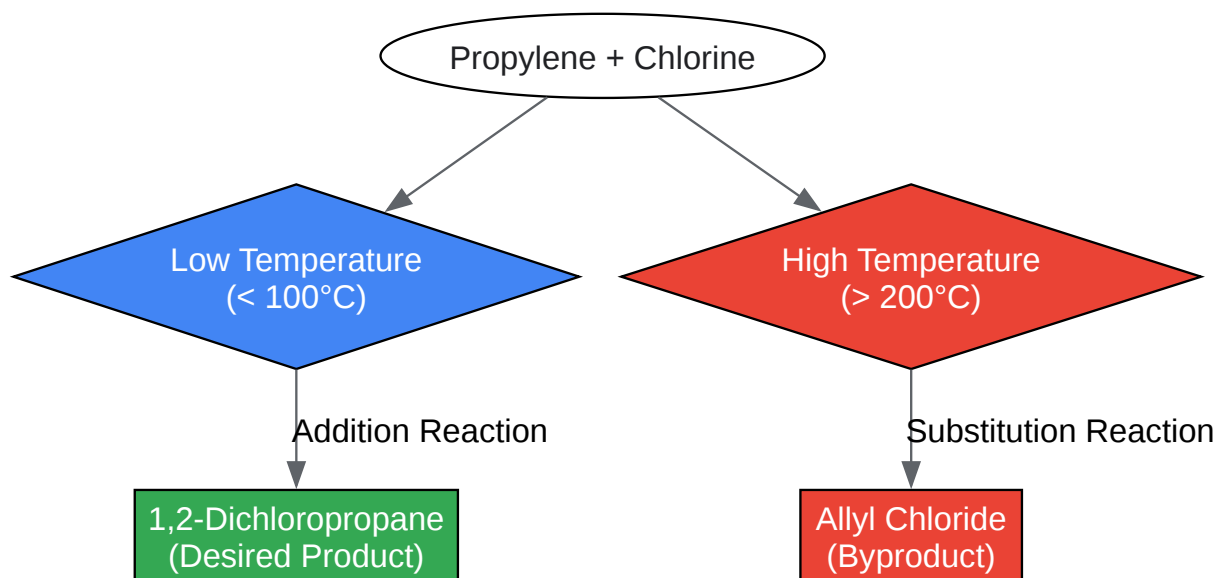 Propylene + Chlorine
Low Temperature
(< 100°C)
High Temperature
(> 200°C)
Addition Reaction
Substitution Reaction
1,2-Dichloropropane
(Desired Product)
Allyl Chloride
(Byproduct)